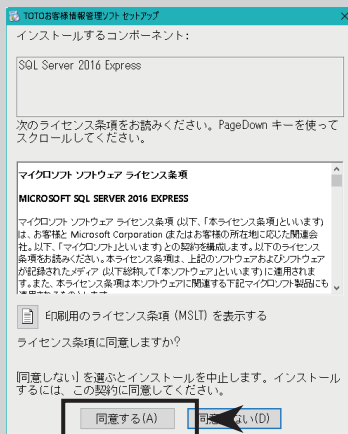 TOTOお客様情報管理ソフト セットアップ
インストールするコンポーネント:
SQL Server 2016 Express
次のライセンス条項をお読みください。PageDown キーを使って
スクロールしてください。
マイクロソフト ソフトウェア ライセンス条項
MICROSOFT SQL SERVER 2016 EXPRESS
マイクロソフト ソフトウェア ライセンス条項 (以下、「本ライセンス条項」といいます)
は、お客様と Microsoft Corporation (またはお客様の所在地に応じた関連会
社。以下、「マイクロソフト」といいます) との契約を構成します。以下のライセンス
条項をお読みください。本ライセンス条項は、上記のソフトウェアおよびソフトウェア
が記録されたメディア (以下総称して「本ソフトウェア」といいます) に適用されま
す。また、本ライセンス条項は本ソフトウェアに関連する下記マイクロソフト製品にも
印刷用のライセンス条項 (MSLT) を表示する
ライセンス条項に同意しますか?
[同意しない] を選ぶとインストールを中止します。インストール
するには、この契約に同意してください。
同意する(A)
ない(D)